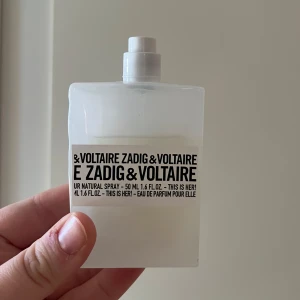 &VOLTAIRE ZADIG&VOLTAIRE
E ZADIG&VOLTAIRE
UR NATURAL SPRAY - 50 ML 1.6 FL.OZ. - THIS IS HER!
ML 1.6 FL.OZ. - THIS IS HER! - EAU DE PARFUM POUR ELLE